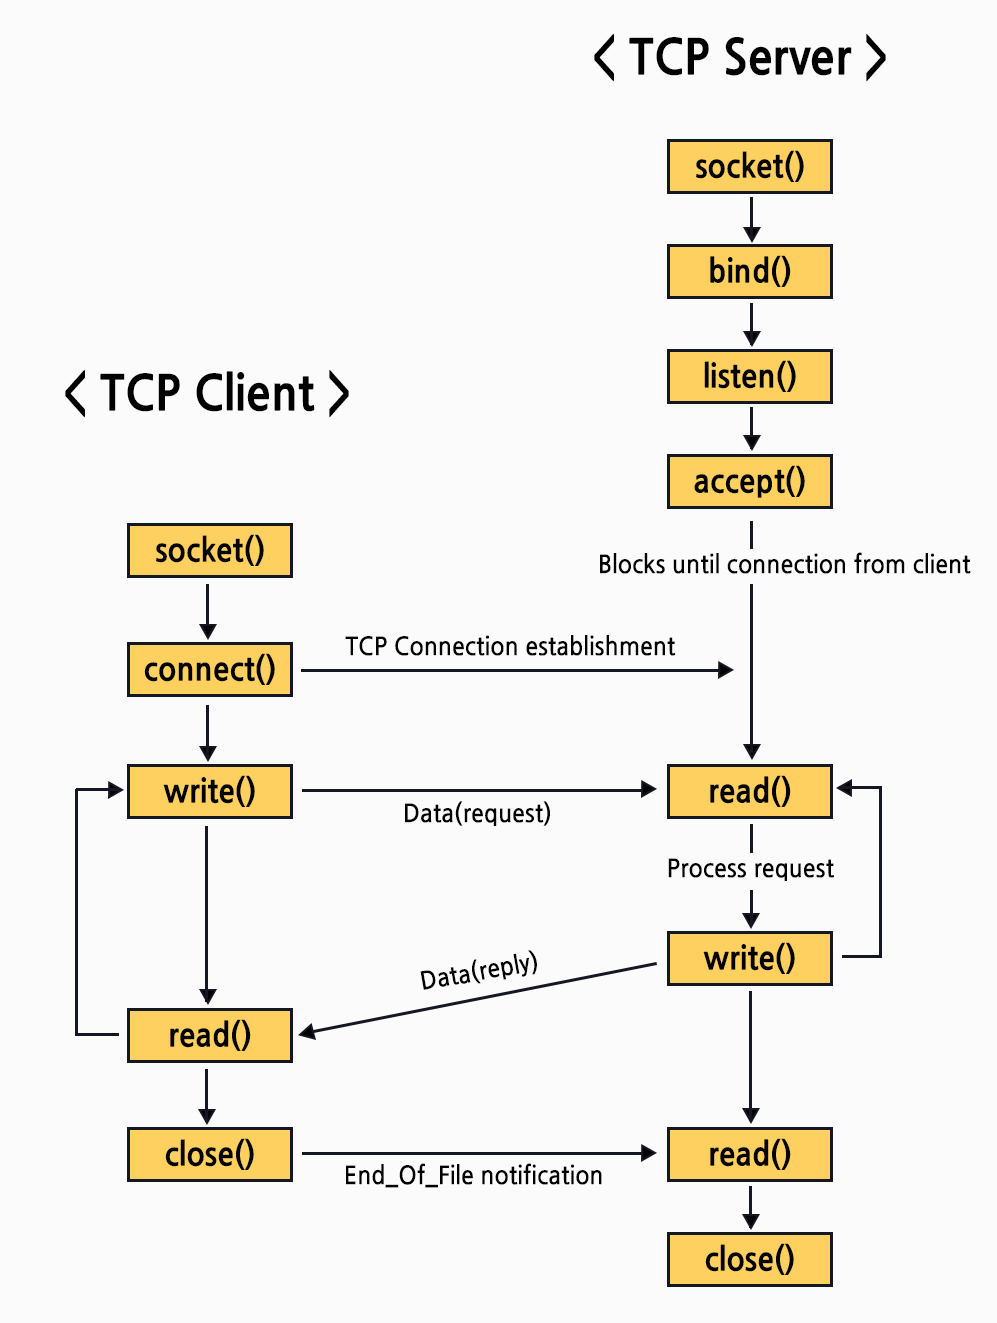 < TCP Server >
socket()
bind()
listen()
accept()
Blocks until connection from client
< TCP Client >
socket()
connect()
TCP Connection establishment
write()
Data(request)
read()
Process request
write()
Data(reply)
read()
close()
End_Of_File notification
read()
close()